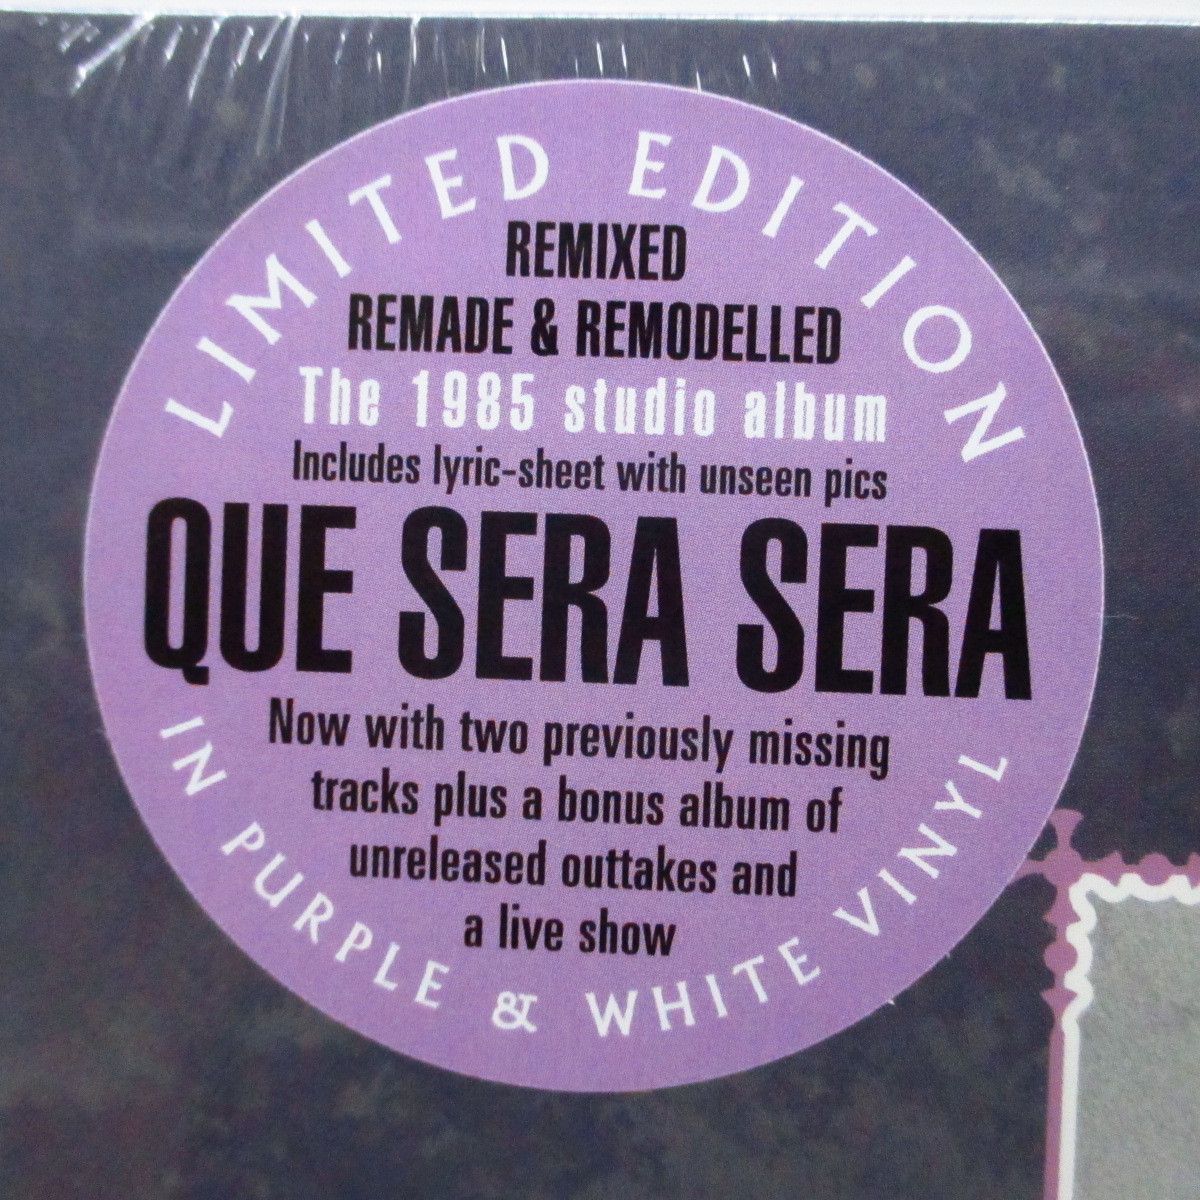 LIMITED EDITION
REMIXED
REMADE & REMODELLED
The 1985 studio album
Includes lyric-sheet with unseen pics
QUE SERA SERA
Now with two previously missing
tracks plus a bonus album of
unreleased outtakes and
a live show
IN PURPLE & WHITE VINYL